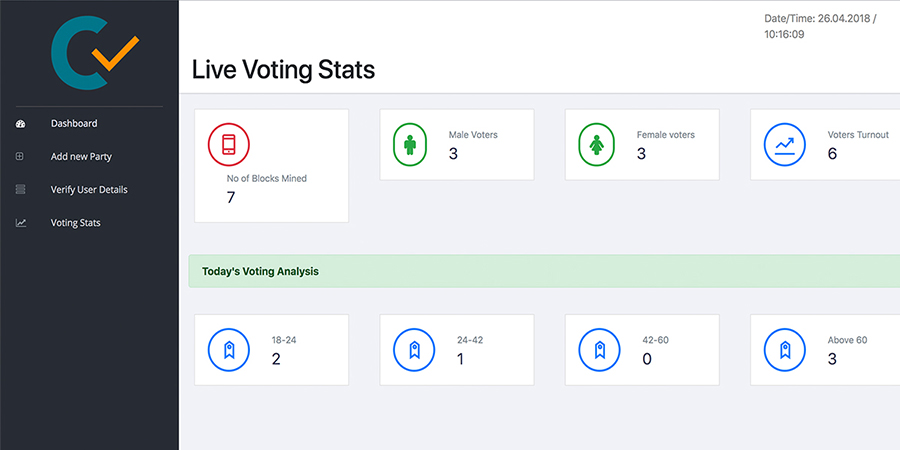 Date/Time: 26.04.2018 /
10:16:09
Live Voting Stats
Dashboard
Add new Party
Verify User Details
Voting Stats
No of Blocks Mined
7
Male Voters
3
Female voters
3
Voters Turnout
6
Today's Voting Analysis
18-24
2
24-42
1
42-60
0
Above 60
3